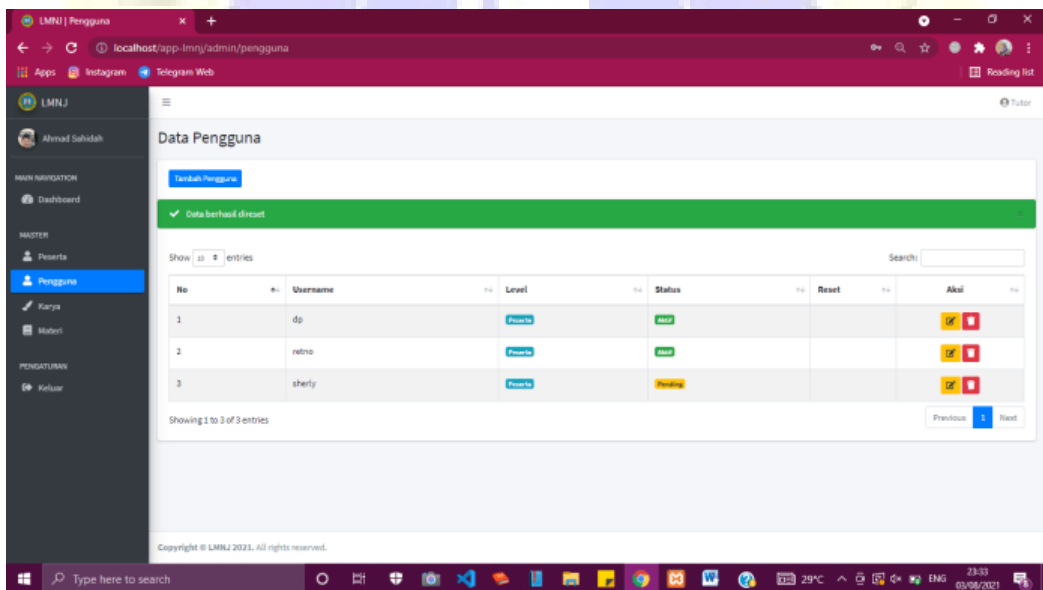 LMNJ | Pengguna
localhost/app-lmnj/admin/pengguna
Apps Instagram Telegram Web Reading list
LMNJ Tutor
Ahmad Sahidah
Data Pengguna
MAIN NAVIGATION
Dashboard
MASTER
Peserta
Pengguna
Karya
Materi
PENGATURAN
Keluar
Tambah Pengguna
Data berhasil direset
Show 10 entries Search:
No Username Level Status Reset Aksi
1 dp Peserta Aktif
2 retno Peserta Aktif
3 sherly Peserta Pending
Showing 1 to 3 of 3 entries Previous 1 Next
Copyright © LMNJ 2021. All rights reserved.
Type here to search 29°C ENG 23:33
03/08/2021